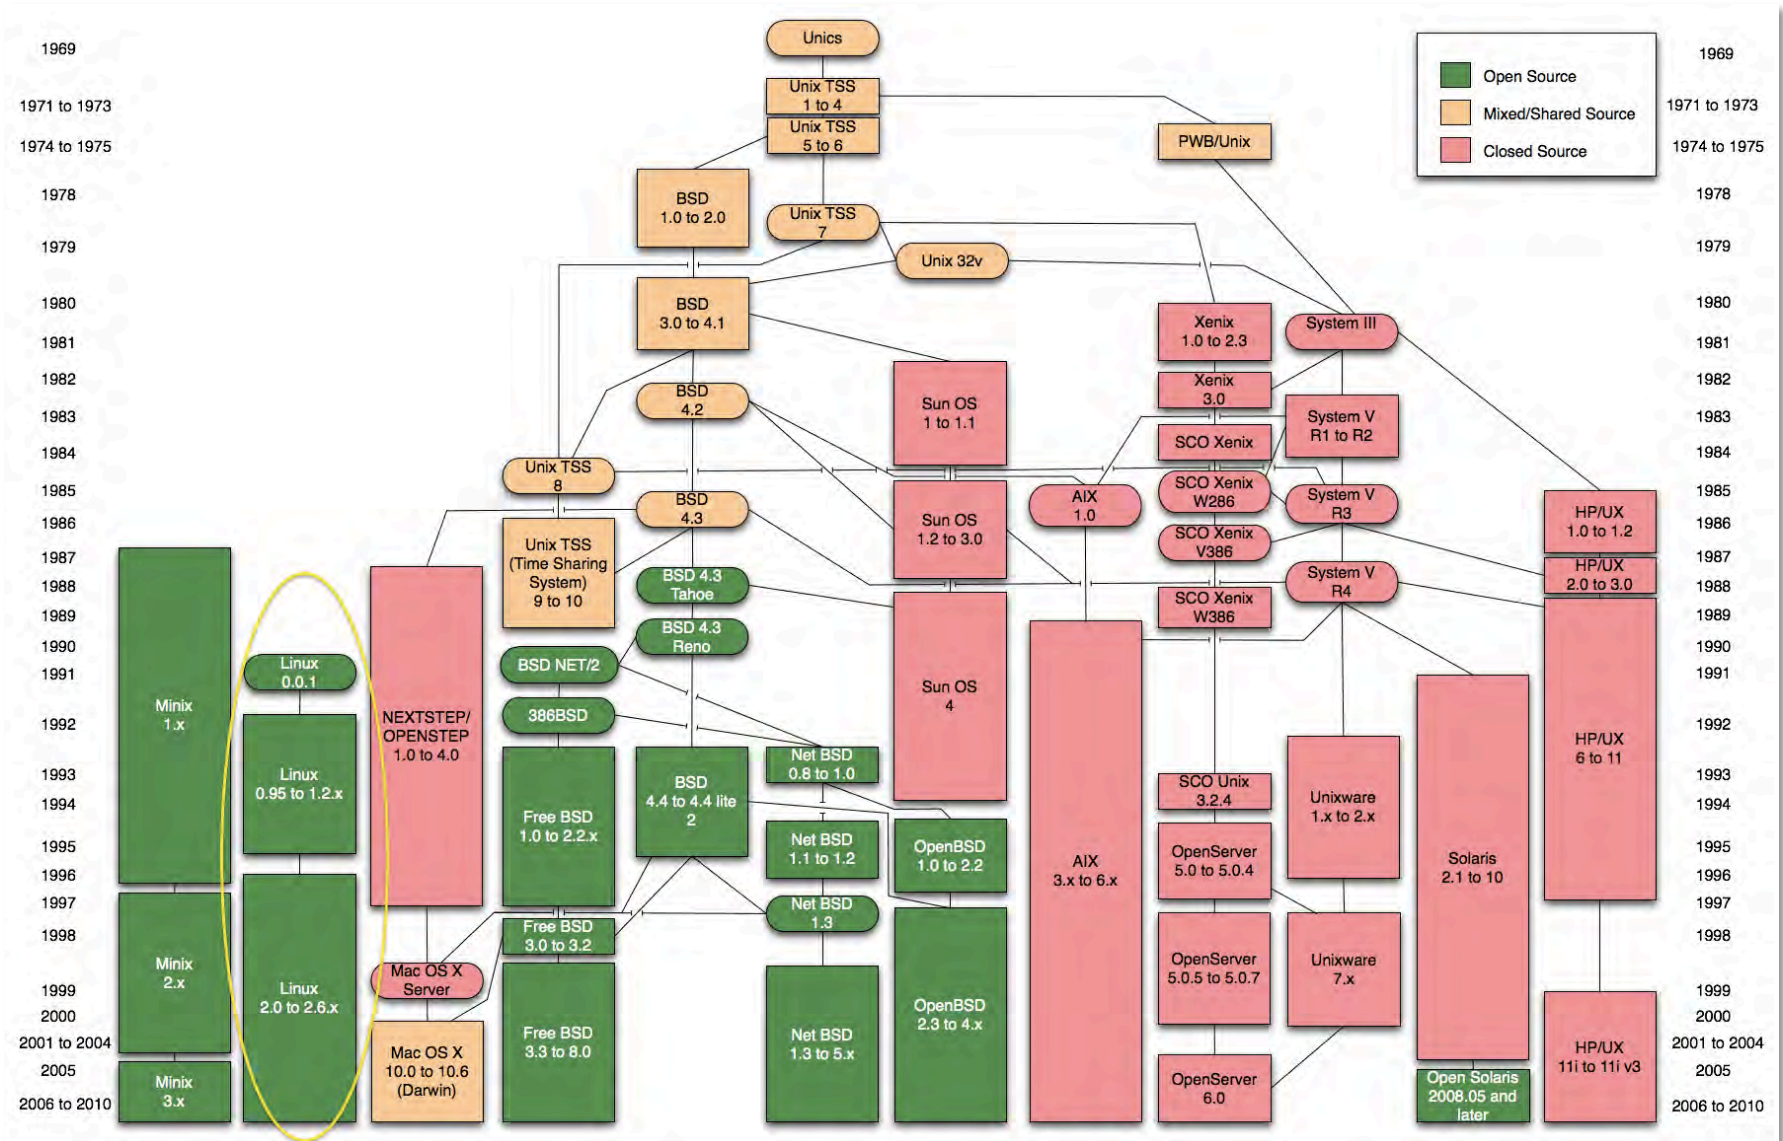 Unics
1969
1969
Open Source
Unix TSS
1 to 4
1971 to 1973
1971 to 1973
Mixed/Shared Source
Unix TSS
5 to 6
1974 to 1975
PWB/Unix
1974 to 1975
Closed Source
1978
BSD
1.0 to 2.0
Unix TSS
7
1978
1979
Unix 32v
1979
1980
BSD
3.0 to 4.1
Xenix
1.0 to 2.3
System III
1980
1981
1981
1982
Xenix
3.0
1982
BSD
4.2
Sun OS
1 to 1.1
1983
System V
R1 to R2
1983
SCO Xenix
1984
1984
Unix TSS
8
SCO Xenix
W286
1985
BSD
4.3
AIX
1.0
System V
R3
1985
1986
Sun OS
1.2 to 3.0
HP/UX
1.0 to 1.2
1986
Unix TSS
(Time Sharing
System)
9 to 10
SCO Xenix
V386
1987
1987
BSD 4.3
Tahoe
System V
R4
HP/UX
2.0 to 3.0
1988
1988
SCO Xenix
W386
1989
1989
BSD 4.3
Reno
1990
1990
Linux
0.0.1
BSD NET/2
1991
1991
Minix
1.x
NEXTSTEP/
OPENSTEP
1.0 to 4.0
386BSD
Sun OS
4
1992
1992
HP/UX
6 to 11
Linux
0.95 to 1.2.x
BSD
4.4 to 4.4 lite
2
Net BSD
0.8 to 1.0
1993
SCO Unix
3.2.4
1993
1994
Unixware
1.x to 2.x
1994
Free BSD
1.0 to 2.2.x
1995
Net BSD
1.1 to 1.2
OpenBSD
1.0 to 2.2
OpenServer
5.0 to 5.0.4
1995
AIX
3.x to 6.x
Solaris
2.1 to 10
1996
1996
1997
Net BSD
1.3
1997
1998
Free BSD
3.0 to 3.2
1998
Minix
2.x
Mac OS X
Server
OpenServer
5.0.5 to 5.0.7
Unixware
7.x
1999
Linux
2.0 to 2.6.x
OpenBSD
2.3 to 4.x
1999
2000
2000
Free BSD
3.3 to 8.0
Net BSD
1.3 to 5.x
2001 to 2004
2001 to 2004
Mac OS X
10.0 to 10.6
(Darwin)
HP/UX
11i to 11i v3
2005
2005
Minix
3.x
OpenServer
6.0
Open Solaris
2008.05 and
later
2006 to 2010
2006 to 2010